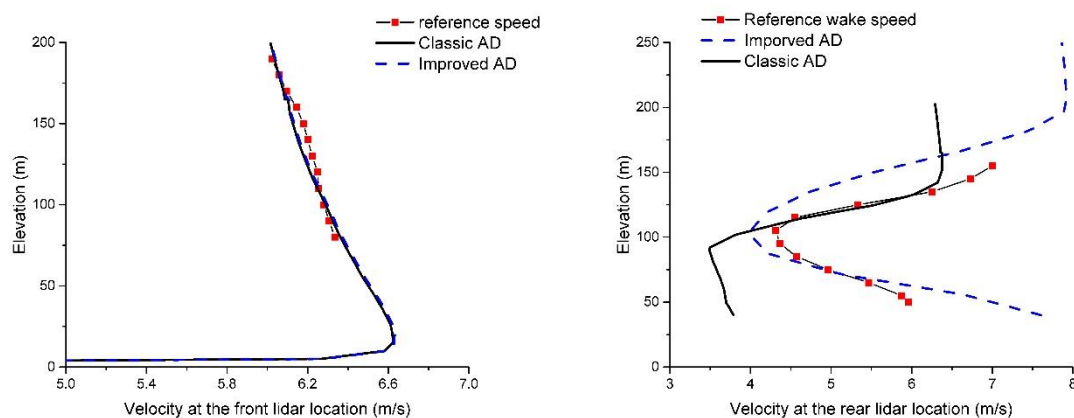 reference speed
Classic AD
Improved AD
200
150
100
50
0
Elevation (m)
5.0 5.4 5.8 6.2 6.6 7.0
Velocity at the front lidar location (m/s)
Reference wake speed
Imporved AD
Classic AD
250
200
150
100
50
0
Elevation (m)
3 4 5 6 7 8
Velocity at the rear lidar location (m/s)